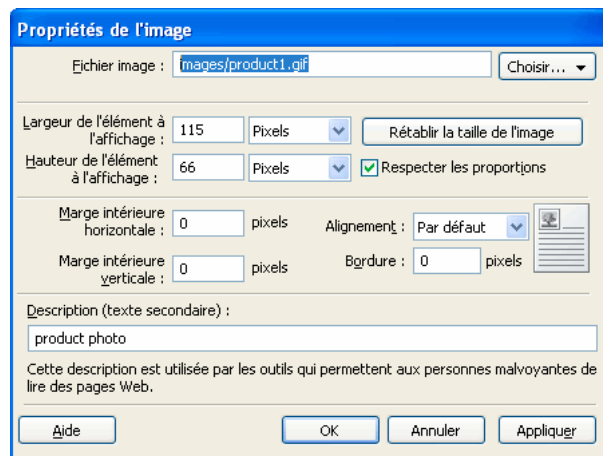 Propriétés de l'image
Fichier image : images/product1.gif Choisir...
Largeur de l'élément à
l'affichage : 115 Pixels Rétablir la taille de l'image
Hauteur de l'élément
à l'affichage : 66 Pixels Respecter les proportions
Marge intérieure
horizontale : 0 pixels Alignement : Par défaut
Marge intérieure
verticale : 0 pixels Bordure : 0 pixels
Description (texte secondaire) :
product photo
Cette description est utilisée par les outils qui permettent aux personnes malvoyantes de
lire des pages Web.
Aide OK Annuler Appliquer